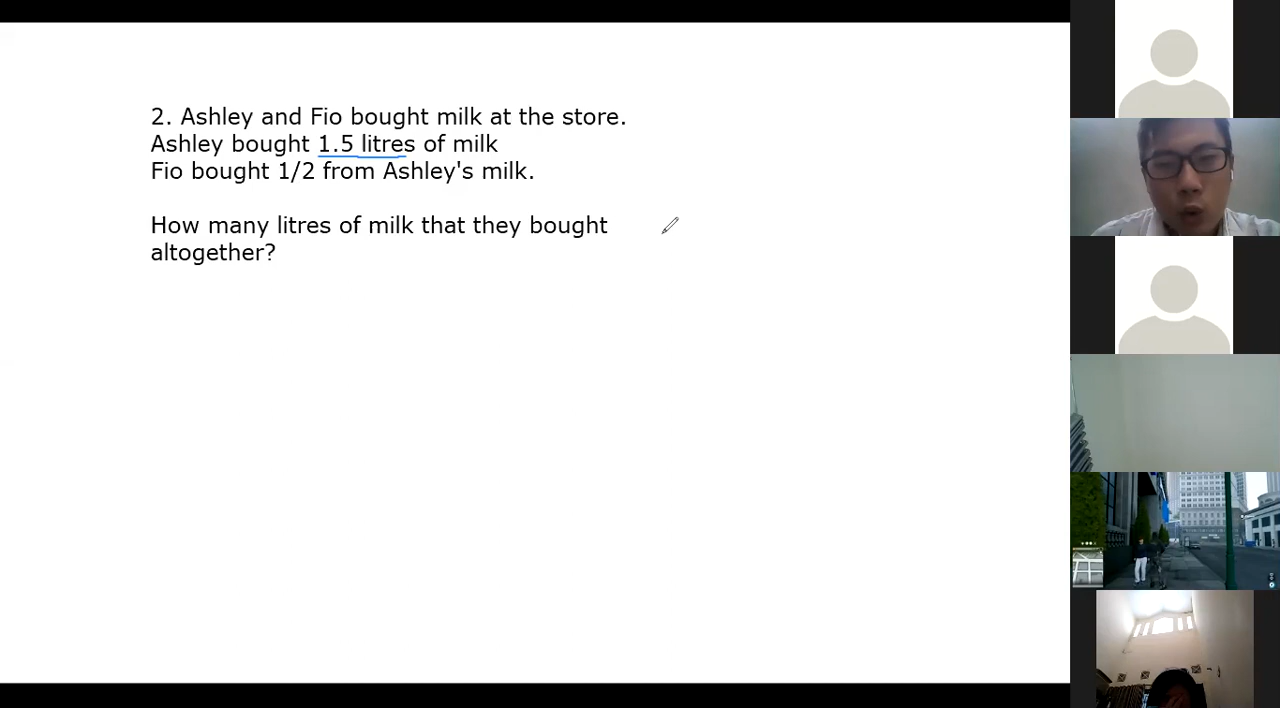 2. Ashley and Fio bought milk at the store.
Ashley bought 1.5 litres of milk
Fio bought 1/2 from Ashley's milk.
How many litres of milk that they bought
altogether?